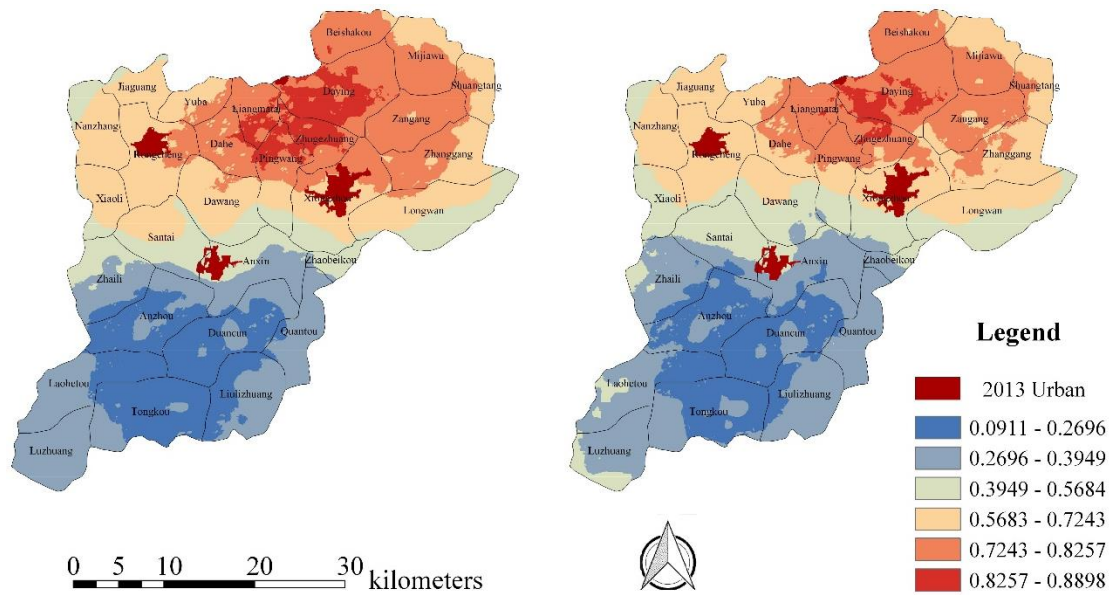 Beishakou
Mijiawu
Jiaguang
Shuangtang
Daying
Yuba
Liangmatai
Nanzhang
Zangang
Zhugezhuang
Rongcheng
Dahe
Pingwang
Zhanggang
Xiaoli
Dawang
Longwan
Santai
Anxin
Zhaobeikou
Zhaili
Anzhou
Duancun
Quantou
Laohetou
Liulizhuang
Tongkou
Luzhuang
Beishakou
Mijiawu
Jiaguang
Shuangtang
Daying
Yuba
Liangmatai
Nanzhang
Zangang
Zhugezhuang
Rongcheng
Dahe
Pingwang
Zhanggang
Xiaoli
Dawang
Longwan
Santai
Anxin
Zhaobeikou
Zhaili
Anzhou
Duancun
Quantou
Laohetou
Liulizhuang
Tongkou
Luzhuang
Legend
2013 Urban
0.0911 - 0.2696
0.2696 - 0.3949
0.3949 - 0.5684
0.5683 - 0.7243
0.7243 - 0.8257
0.8257 - 0.8898
0 5 10 20 30
kilometers